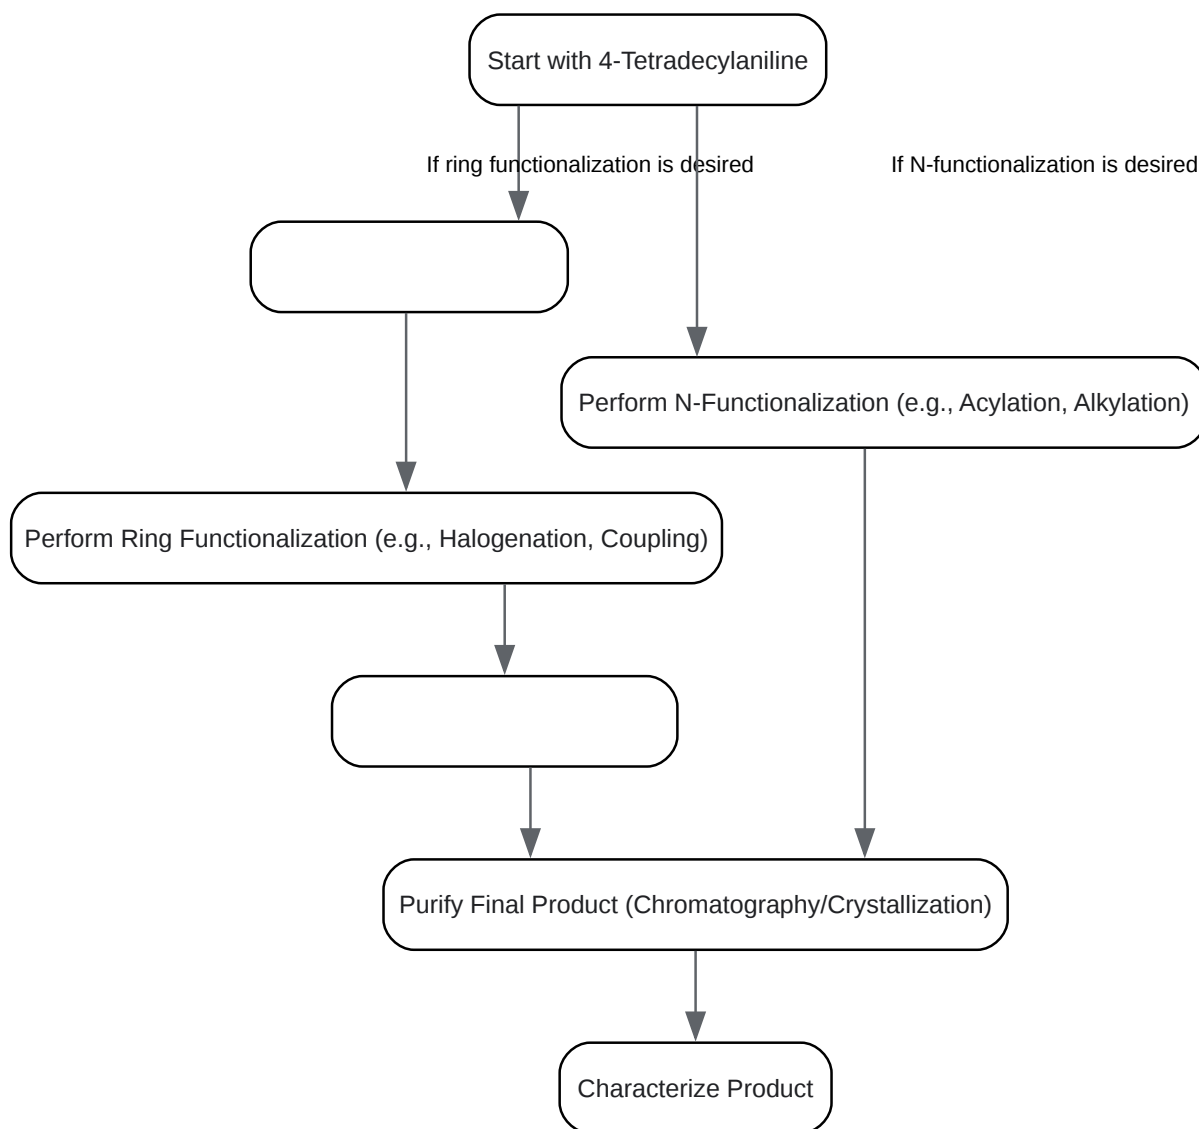 Start with 4-Tetradecylaniline
If ring functionalization is desired
If N-functionalization is desired
Perform N-Functionalization (e.g., Acylation, Alkylation)
Perform Ring Functionalization (e.g., Halogenation, Coupling)
Purify Final Product (Chromatography/Crystallization)
Characterize Product